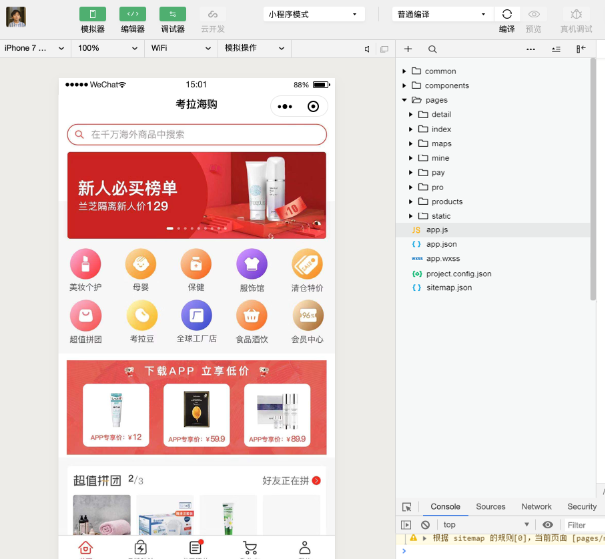 模拟器 编辑器 调试器 云开发
小程序模式 普通编译
编译 预览 真机调试
iPhone 7 ... 100% WiFi 模拟操作
WeChat 15:01 88%
考拉海购
在千万海外商品中搜索
新人必买榜单
兰芝隔离新人价129
美妆个护 母婴 保健 服饰馆 清仓特价
超值拼团 考拉豆 全球工厂店 食品酒饮 会员中心
下载APP 立享低价
APP专享价：¥12 APP专享价：¥59.9 APP专享价：¥89.9
超值拼团 2/3 好友正在拼
common
components
pages
detail
index
maps
mine
pay
pro
products
static
JS app.js
{ } app.json
wxss app.wxss
{o} project.config.json
{ } sitemap.json
Console Sources Network Security
top Filter
根据 sitemap 的规则[0]，当前页面 [pages/